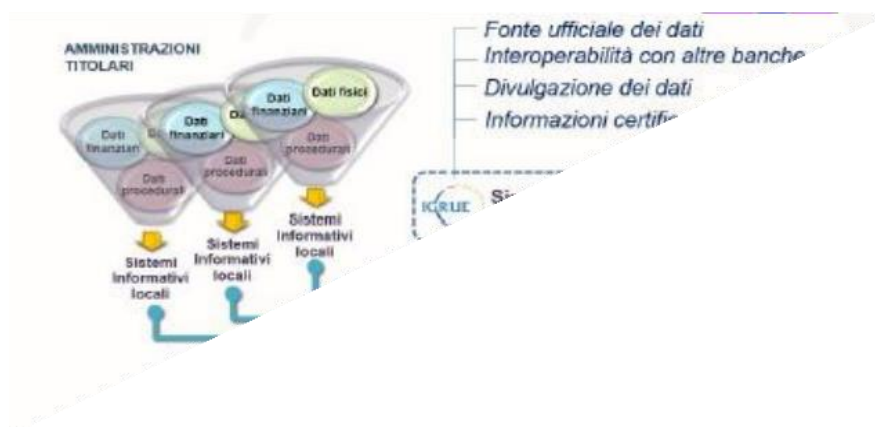 AMMINISTRAZIONI
TITOLARI
Dati
finanziari
Dati
procedurali
Dati
finanziari
Dati
procedurali
Dati
finanziari
Dati fisici
Dati
procedurali
Sistemi
Informativi
locali
Sistemi
Informativi
locali
Sistemi
Informativi
locali
Fonte ufficiale dei dati
Interoperabilità con altre banche
Divulgazione dei dati
Informazioni
IGRUE